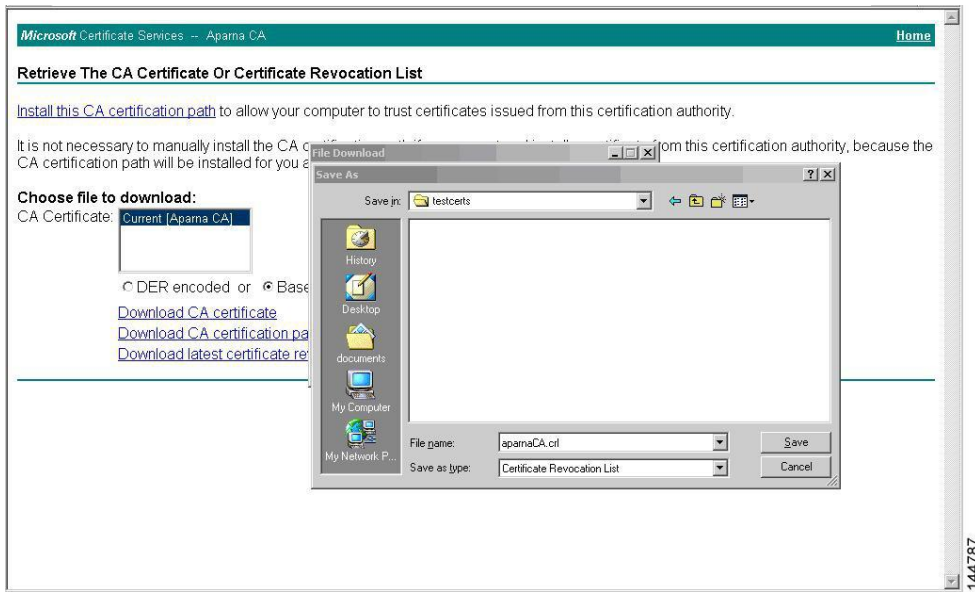 Microsoft Certificate Services -- Aparna CA Home
Retrieve The CA Certificate Or Certificate Revocation List
Install this CA certification path to allow your computer to trust certificates issued from this certification authority.
It is not necessary to manually install the CA from this certification authority, because the
CA certification path will be installed for you
Choose file to download:
CA Certificate: Current [Aparna CA]
DER encoded or Base
Download CA certificate
Download CA certification pa
Download latest certificate re
File Download
Save As
Save in: testcerts
History
Desktop
documents
My Computer
My Network P...
File name: aparnaCA.crl Save
Save as type: Certificate Revocation List Cancel
144787